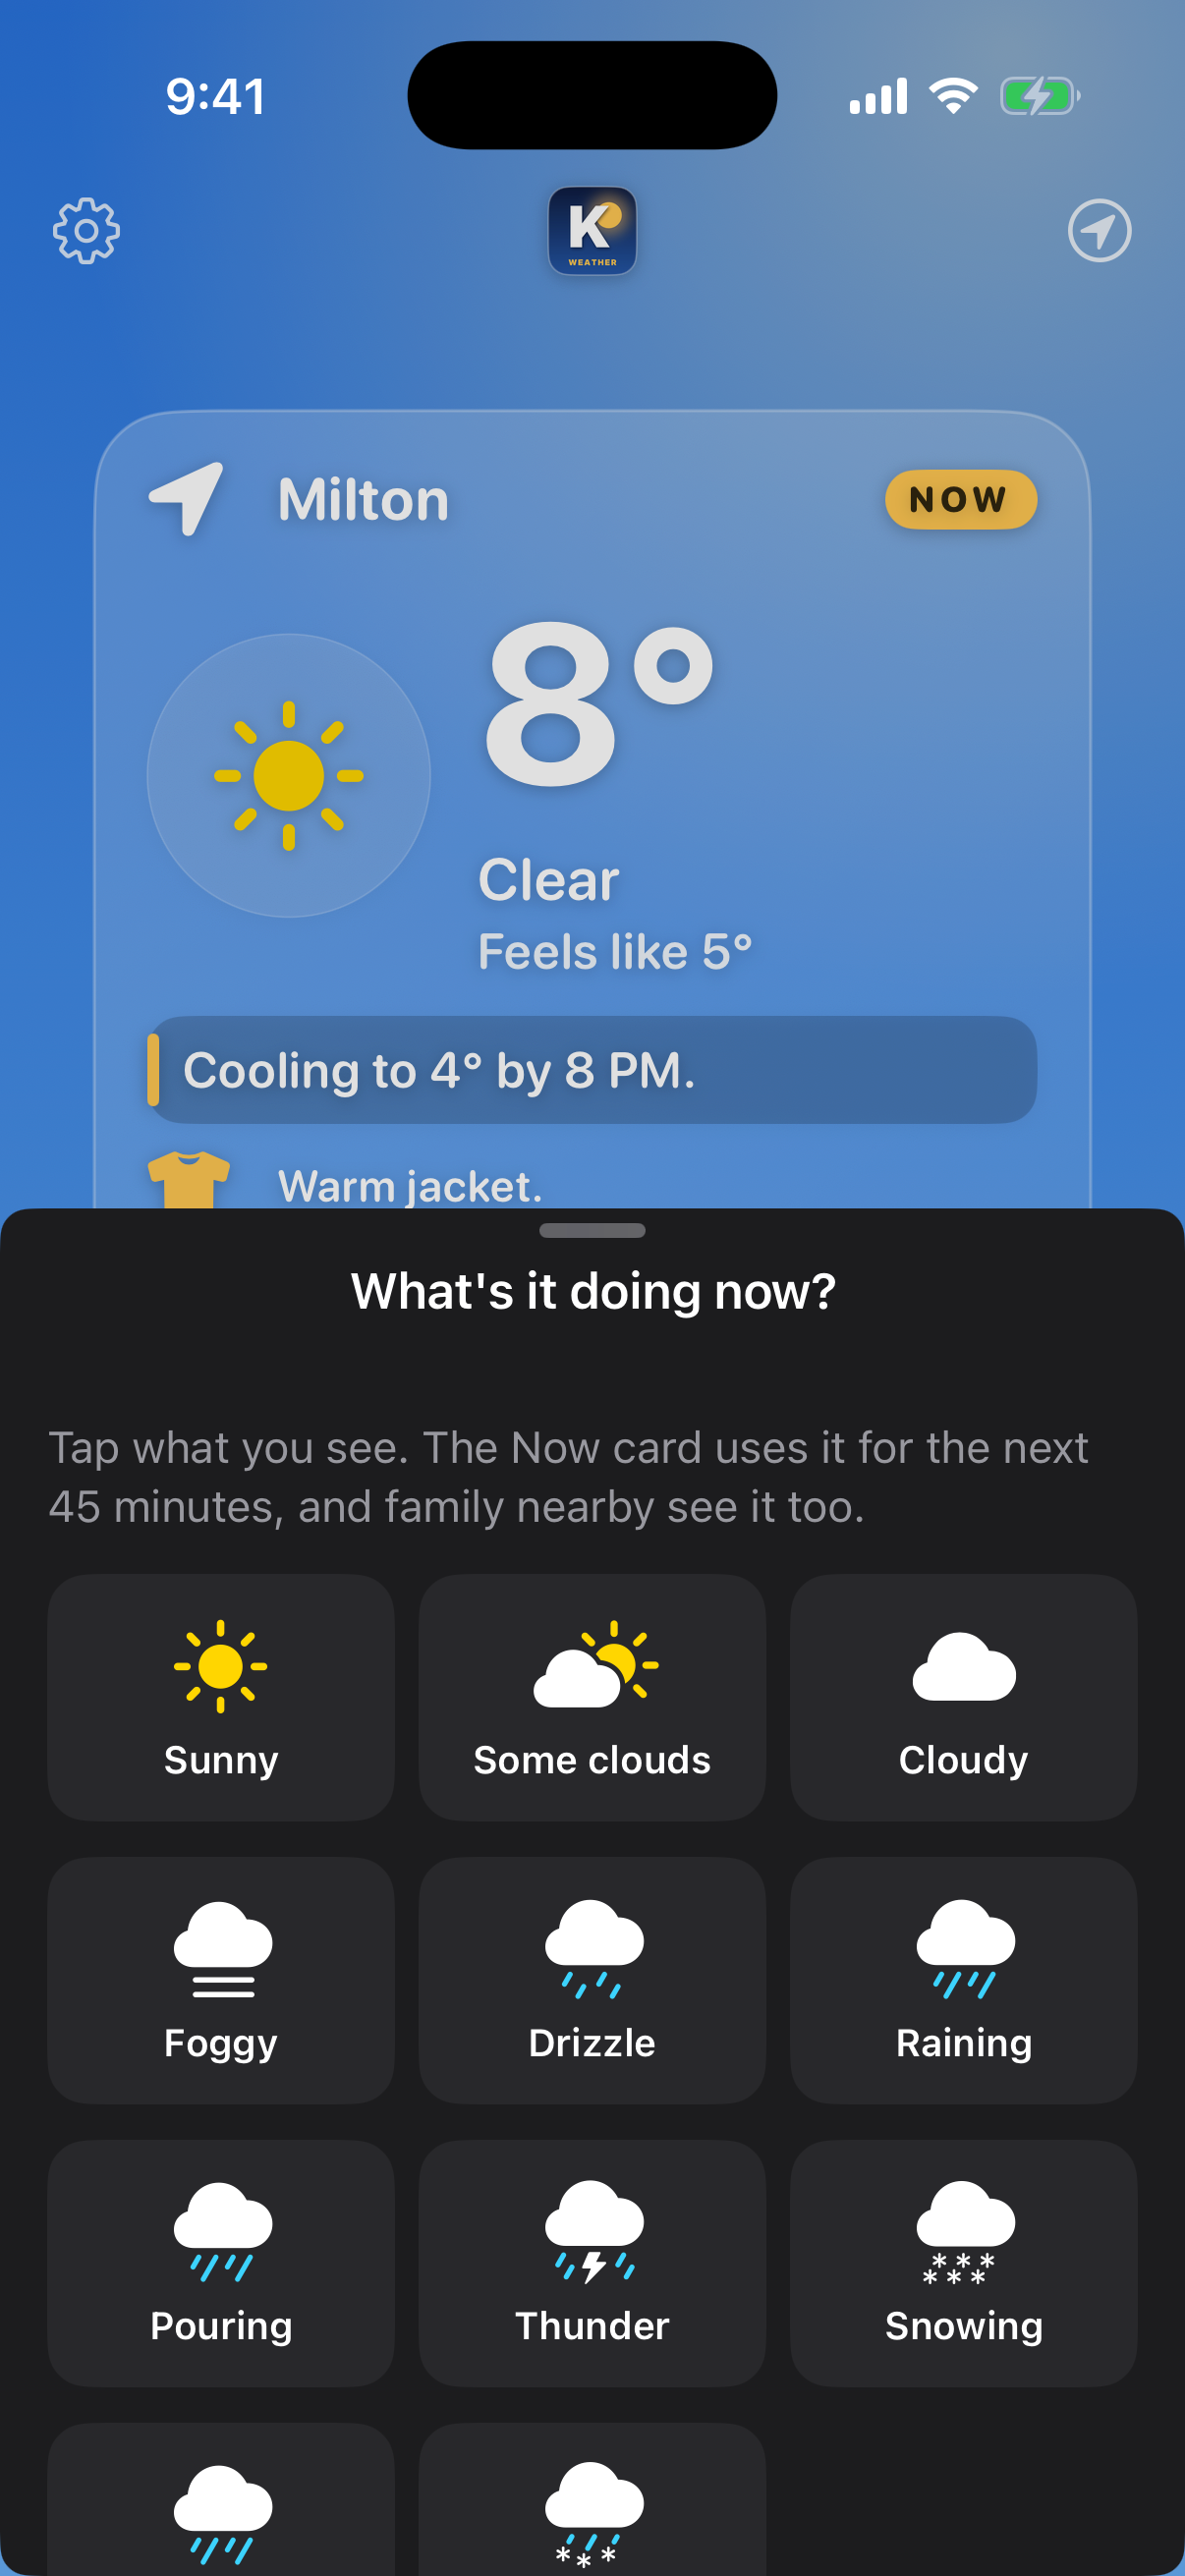 9:41
K
WEATHER
Milton
NOW
8°
Clear
Feels like 5°
Cooling to 4° by 8 PM.
Warm jacket.
What's it doing now?
Tap what you see. The Now card uses it for the next
45 minutes, and family nearby see it too.
Sunny
Some clouds
Cloudy
Foggy
Drizzle
Raining
Pouring
Thunder
Snowing